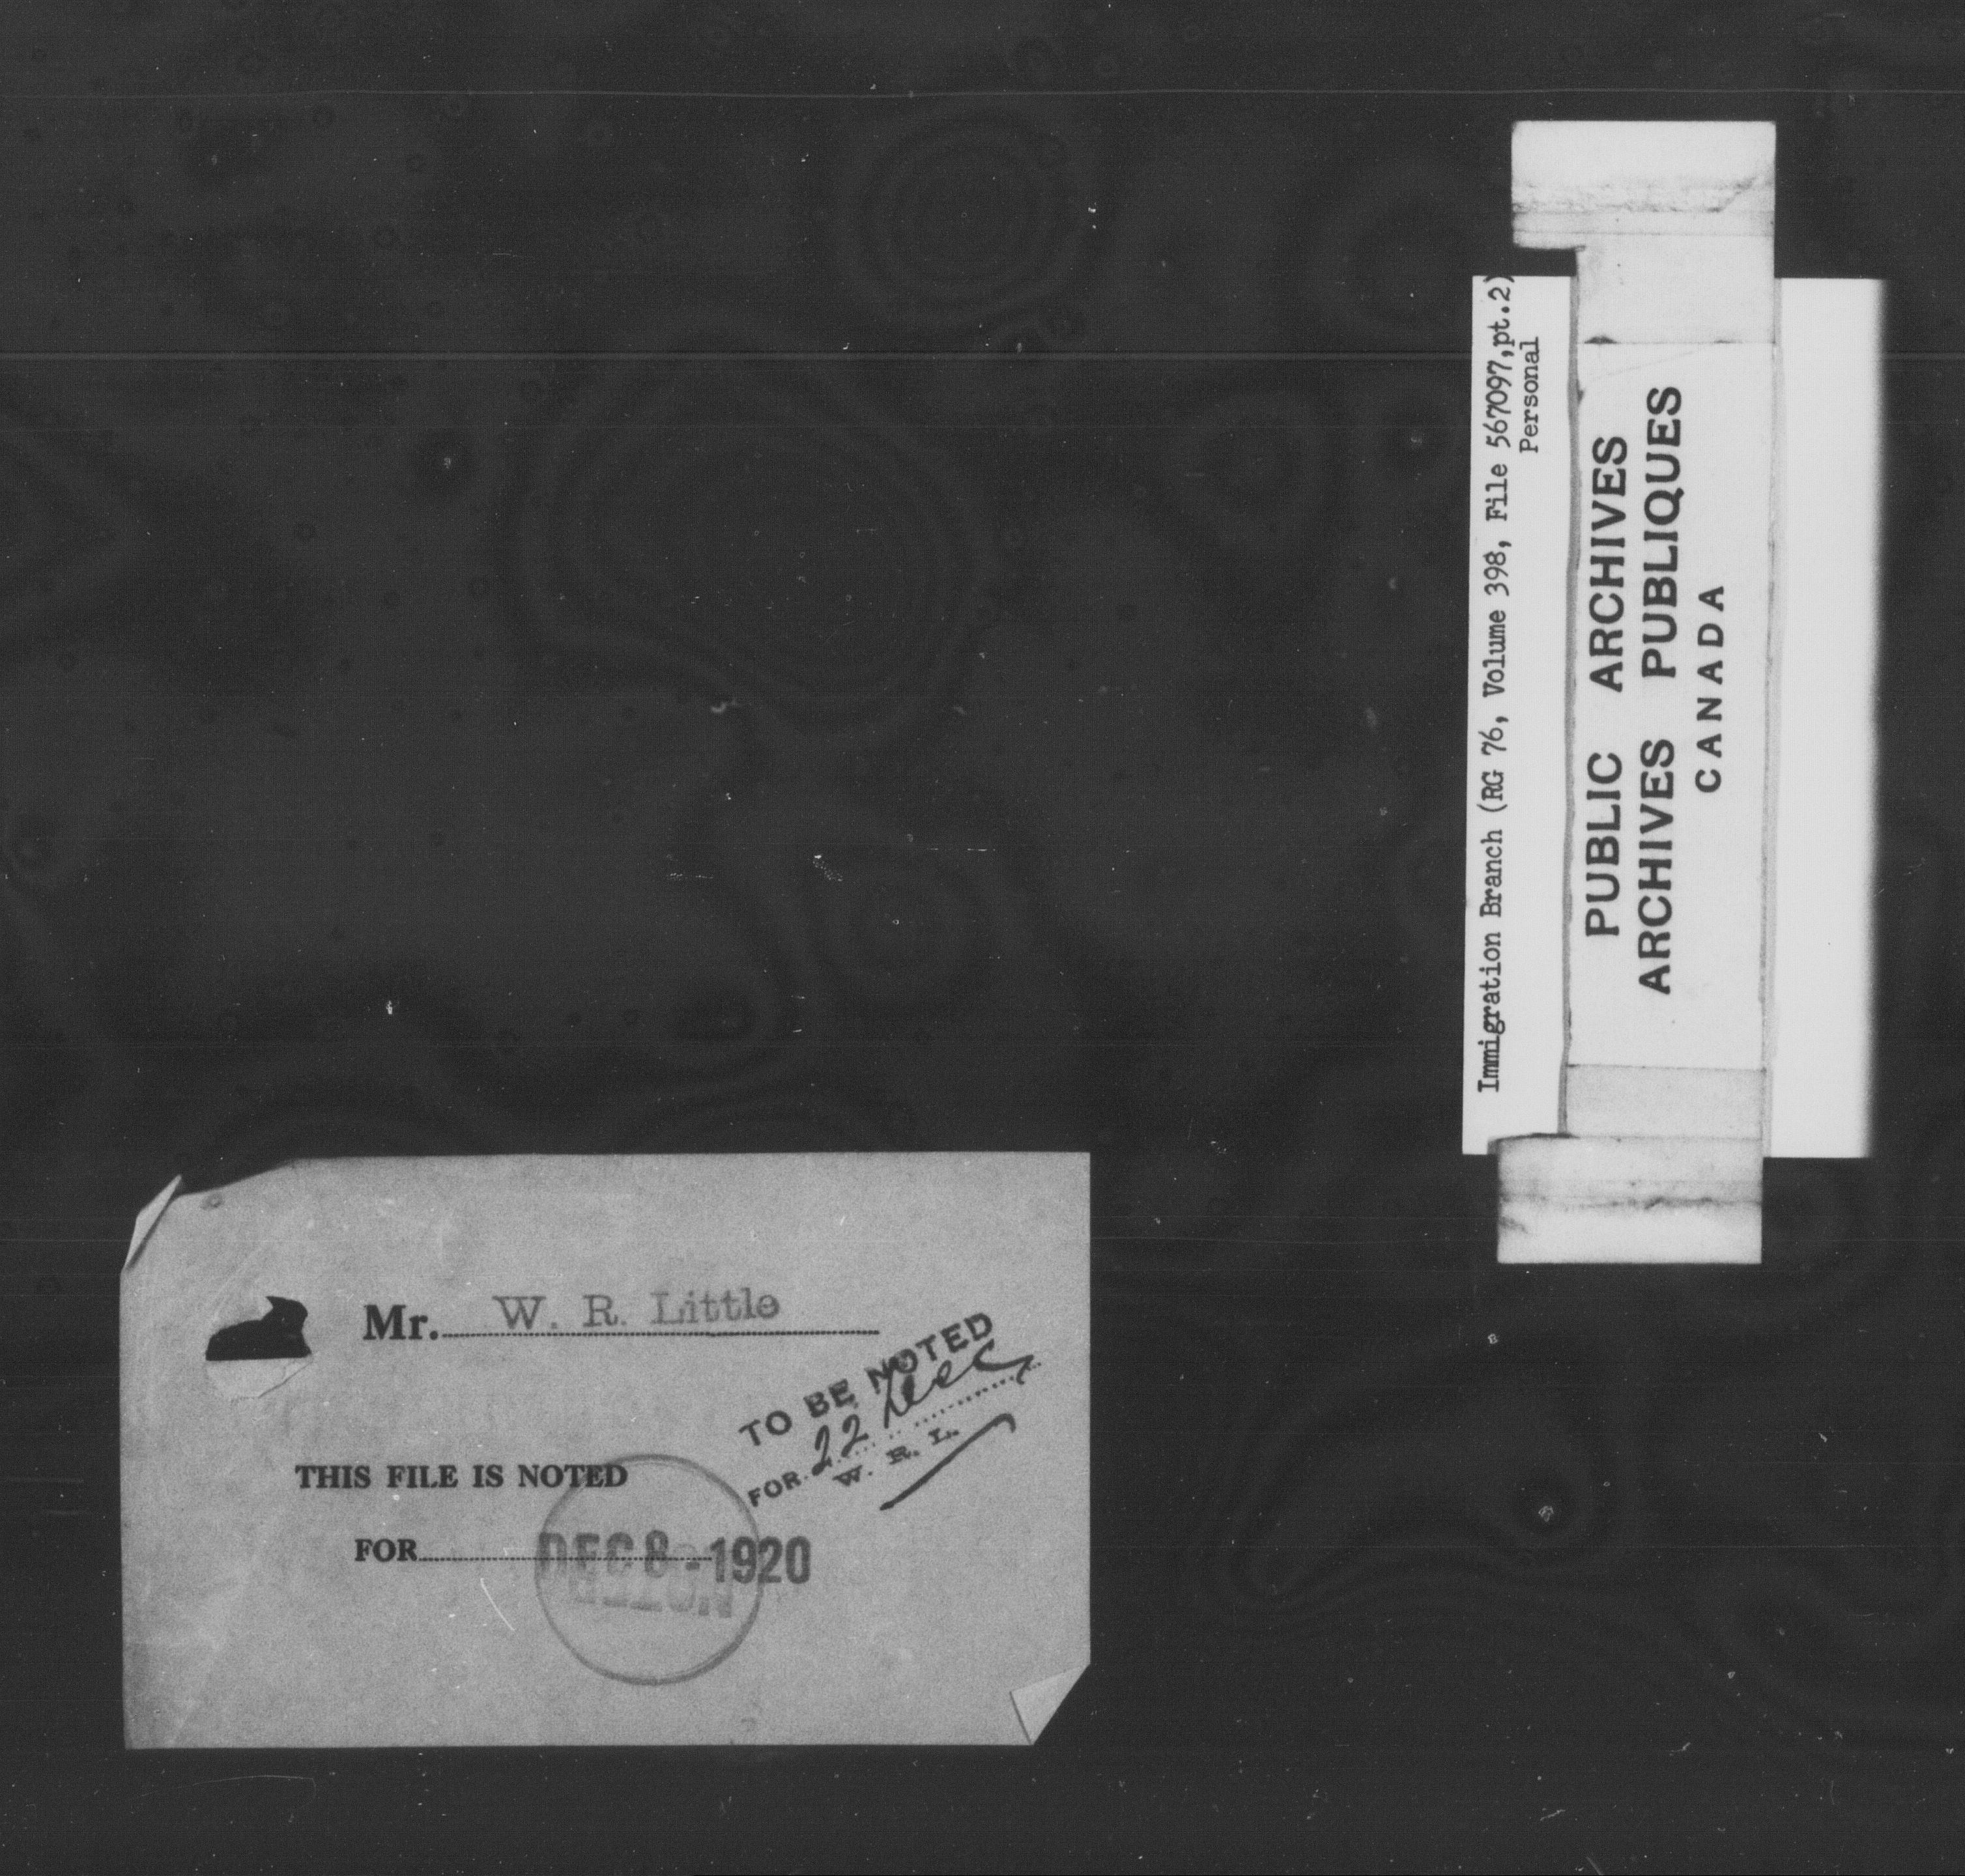 Immigration Branch (RG 76, Volume 398, File 567097,pt.2)
Personal
PUBLIC ARCHIVES
ARCHIVES PUBLIQUES
CANADA
Mr. W. R. Little
TO BE NOTED
FOR 22 Dec
W. R. L.
THIS FILE IS NOTED
FOR DEC 8 - 1920
NOTED